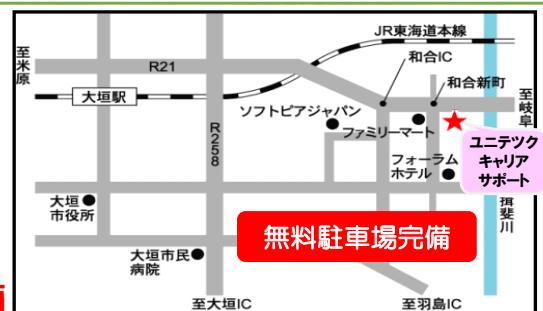 JR東海道本線
至米原
R21
和合IC
和合新町
大垣駅
至岐阜
ソフトピアジャパン
ファミリーマート
R258
ユニテック
キャリア
サポート
フォーラム
ホテル
大垣
市役所
揖斐川
無料駐車場完備
大垣市民
病院
至大垣IC
至羽島IC